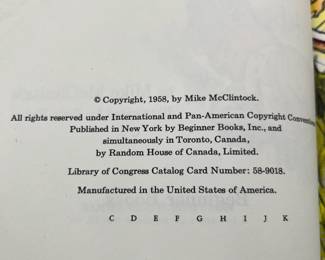 © Copyright, 1958, by Mike McClintock.
All rights reserved under International and Pan-American Copyright Conventions.
Published in New York by Beginner Books, Inc., and
simultaneously in Toronto, Canada,
by Random House of Canada, Limited.
Library of Congress Catalog Card Number: 58-9018.
Manufactured in the United States of America.
C D E F G H I J K